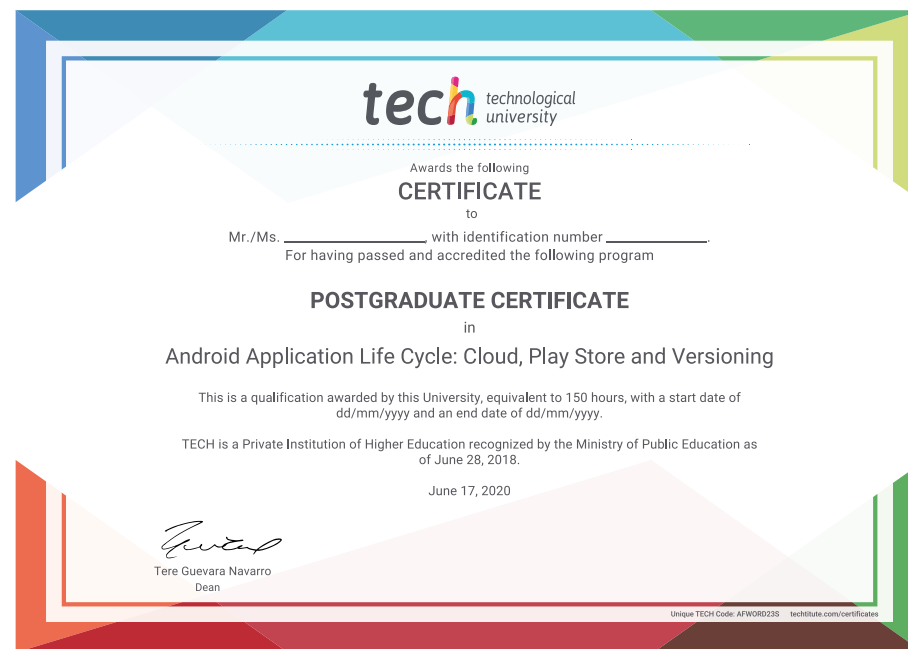 tech technological
university
Awards the following
CERTIFICATE
to
Mr./Ms. ____________________, with identification number ______________.
For having passed and accredited the following program
POSTGRADUATE CERTIFICATE
in
Android Application Life Cycle: Cloud, Play Store and Versioning
This is a qualification awarded by this University, equivalent to 150 hours, with a start date of
dd/mm/yyyy and an end date of dd/mm/yyyy.
TECH is a Private Institution of Higher Education recognized by the Ministry of Public Education as
of June 28, 2018.
June 17, 2020
Tere Guevara Navarro
Dean
Unique TECH Code: AFWORD23S techtitute.com/certificates